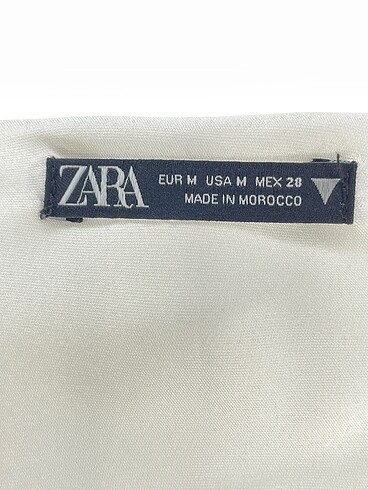 ZARA
EUR M USA M MEX 28
MADE IN MOROCCO